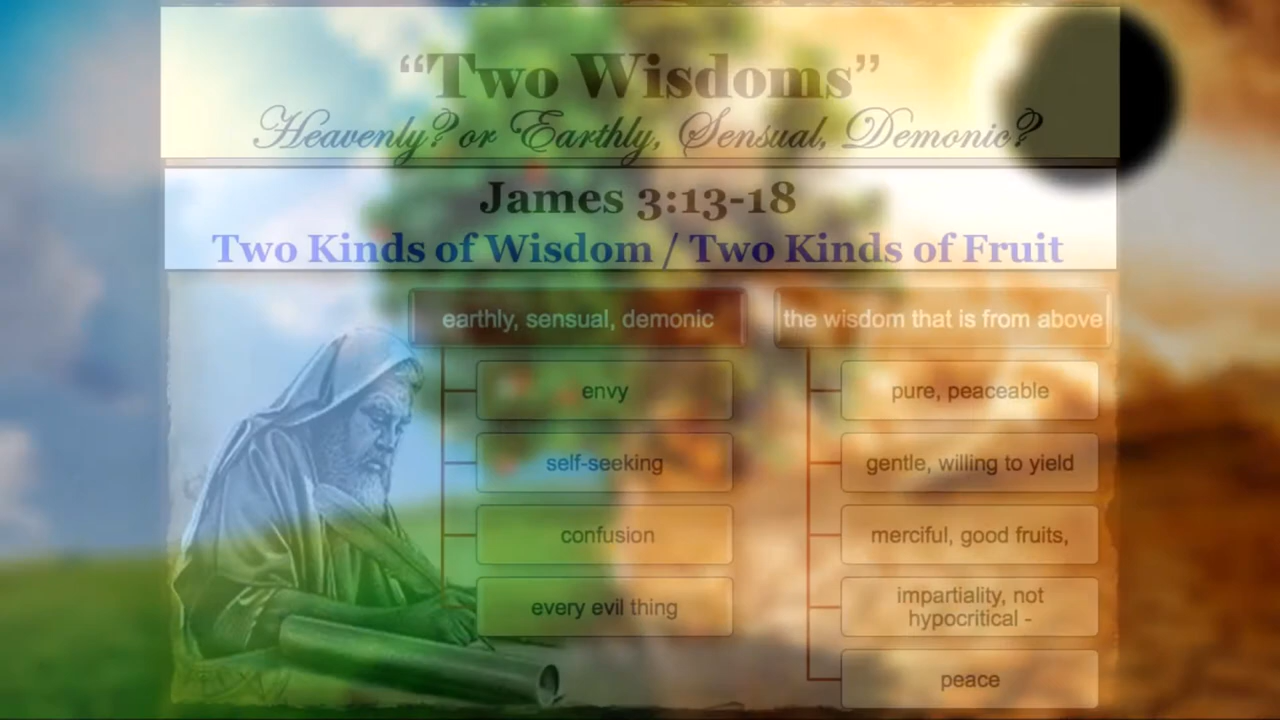 “Two Wisdoms”
Heavenly? or Earthly, Sensual, Demonic?
James 3:13-18
Two Kinds of Wisdom / Two Kinds of Fruit
earthly, sensual, demonic
envy
self-seeking
confusion
every evil thing
the wisdom that is from above
pure, peaceable
gentle, willing to yield
merciful, good fruits,
impartiality, not
hypocritical -
peace